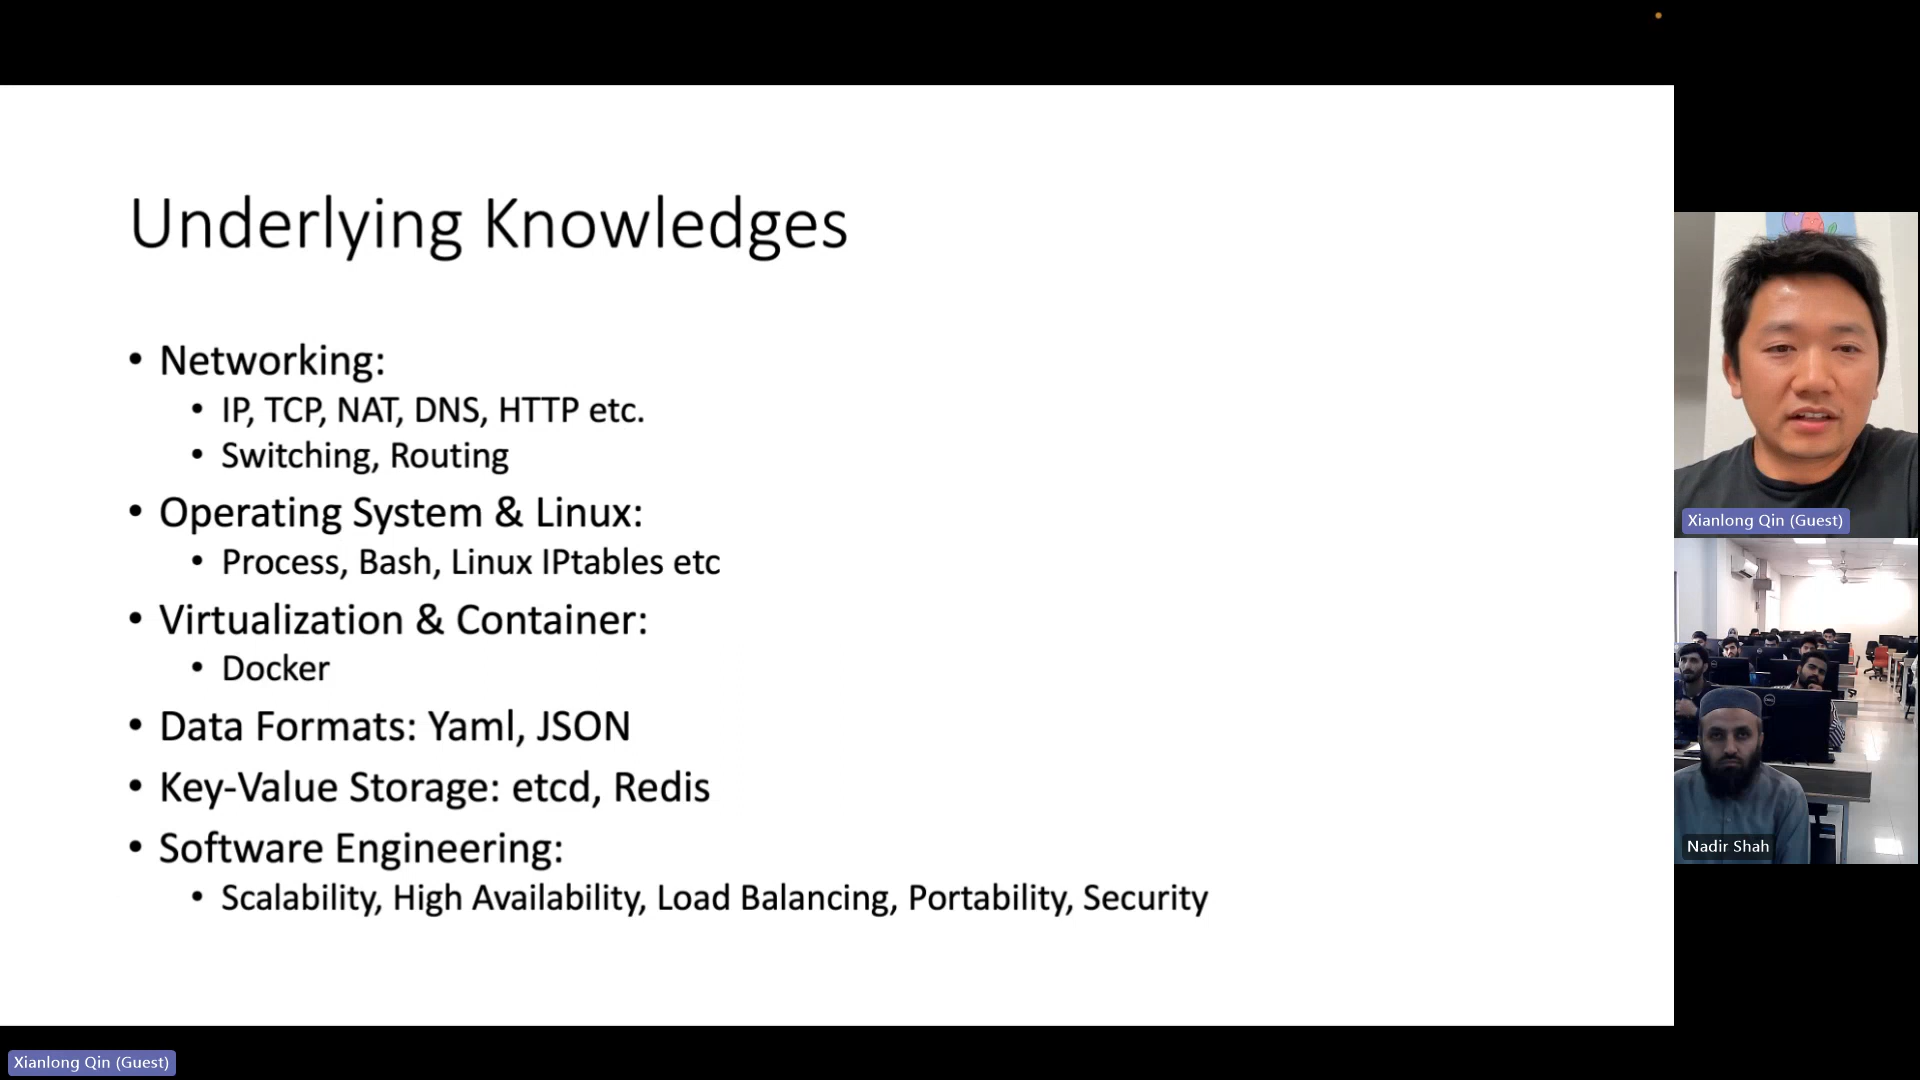 Underlying Knowledges
• Networking:
• IP, TCP, NAT, DNS, HTTP etc.
• Switching, Routing
• Operating System & Linux:
• Process, Bash, Linux IPtables etc
• Virtualization & Container:
• Docker
• Data Formats: Yaml, JSON
• Key-Value Storage: etcd, Redis
• Software Engineering:
• Scalability, High Availability, Load Balancing, Portability, Security
Xianlong Qin (Guest)
Nadir Shah
Xianlong Qin (Guest)